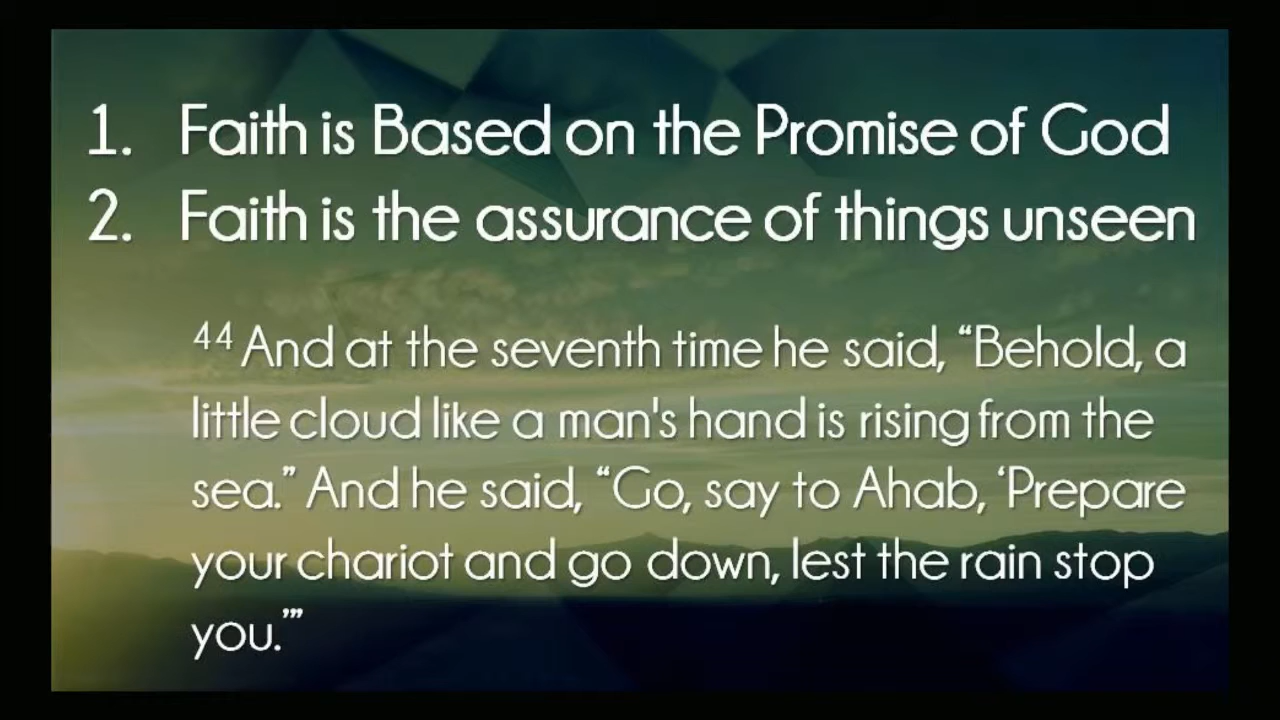 1. Faith is Based on the Promise of God
2. Faith is the assurance of things unseen
44 And at the seventh time he said, “Behold, a
little cloud like a man's hand is rising from the
sea.” And he said, “Go, say to Ahab, ‘Prepare
your chariot and go down, lest the rain stop
you.’”